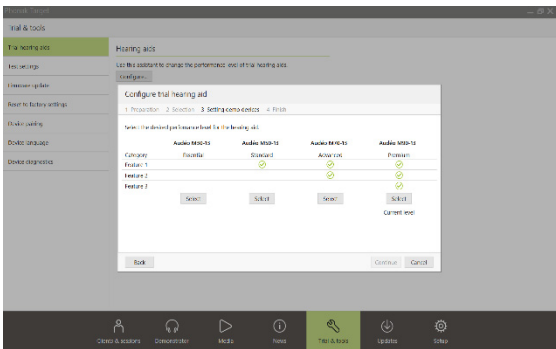 Phonak Target
Trial & tools
Trial hearing aids
Test settings
Firmware update
Reset to factory settings
Device pairing
Device language
Device diagnostics
Hearing aids
Use this assistant to change the performance level of trial hearing aids.
Configure...
Configure trial hearing aid
1 Preparation 2 Selection 3 Setting demo devices 4 Finish
Select the desired performance level for the hearing aid.
Audéo M30-13 Audéo M50-13 Audéo M70-13 Audéo M90-13
Category Essential Standard Advanced Premium
Feature 1
Feature 2
Feature 3
Select Select Select Select
Current level
Back Continue Cancel
Clients & sessions Demonstrator Media News Trial & tools Updates Setup